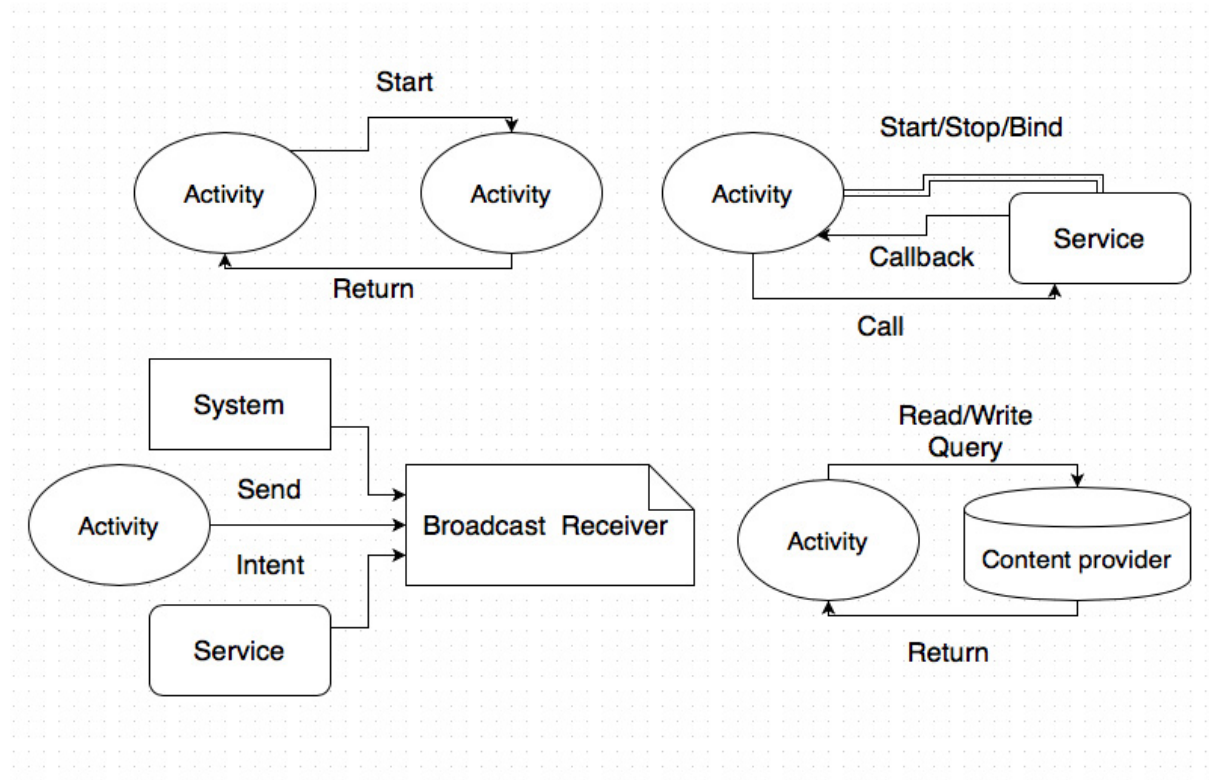 Start
Activity
Activity
Return
Start/Stop/Bind
Activity
Service
Callback
Call
System
Send
Activity
Broadcast  Receiver
Intent
Service
Read/Write
Query
Activity
Content provider
Return